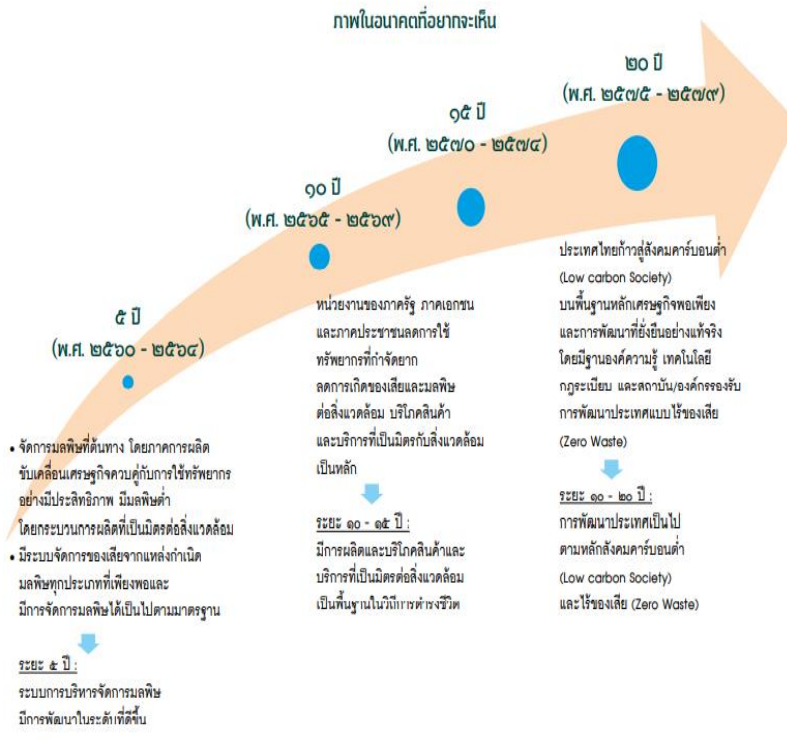 ภาพในอนาคตที่อยากจะเห็น
๕ ปี
(พ.ศ. ๒๕๖๐ - ๒๕๖๔)
• จัดการมลพิษที่ต้นทาง โดยภาคการผลิต
ขับเคลื่อนเศรษฐกิจควบคู่กับการใช้ทรัพยากร
อย่างมีประสิทธิภาพ มีมลพิษต่ำ
โดยกระบวนการผลิตที่เป็นมิตรต่อสิ่งแวดล้อม
• มีระบบจัดการของเสียจากแหล่งกำเนิด
มลพิษทุกประเภทที่เพียงพอและ
มีการจัดการมลพิษได้เป็นไปตามมาตรฐาน
ระยะ ๕ ปี :
ระบบการบริหารจัดการมลพิษ
มีการพัฒนาในระดับที่ดีขึ้น
๑๐ ปี
(พ.ศ. ๒๕๖๕ - ๒๕๖๙)
๑๕ ปี
(พ.ศ. ๒๕๗๐ - ๒๕๗๔)
หน่วยงานของภาครัฐ ภาคเอกชน
และภาคประชาชนลดการใช้
ทรัพยากรที่กำจัดยาก
ลดการเกิดของเสียและมลพิษ
ต่อสิ่งแวดล้อม บริโภคสินค้า
และบริการที่เป็นมิตรกับสิ่งแวดล้อม
เป็นหลัก
ระยะ ๑๐ - ๑๕ ปี :
มีการผลิตและบริโภคสินค้าและ
บริการที่เป็นมิตรต่อสิ่งแวดล้อม
เป็นพื้นฐานในวิถีการดำรงชีวิต
๒๐ ปี
(พ.ศ. ๒๕๗๕ - ๒๕๗๙)
ประเทศไทยก้าวสู่สังคมคาร์บอนต่ำ
(Low carbon Society)
บนพื้นฐานหลักเศรษฐกิจพอเพียง
และการพัฒนาที่ยั่งยืนอย่างแท้จริง
โดยมีฐานองค์ความรู้ เทคโนโลยี
กฎระเบียบ และสถาบัน/องค์กรรองรับ
การพัฒนาประเทศแบบไร้ของเสีย
(Zero Waste)
ระยะ ๑๐ - ๒๐ ปี :
การพัฒนาประเทศเป็นไป
ตามหลักสังคมคาร์บอนต่ำ
(Low carbon Society)
และไร้ของเสีย (Zero Waste)